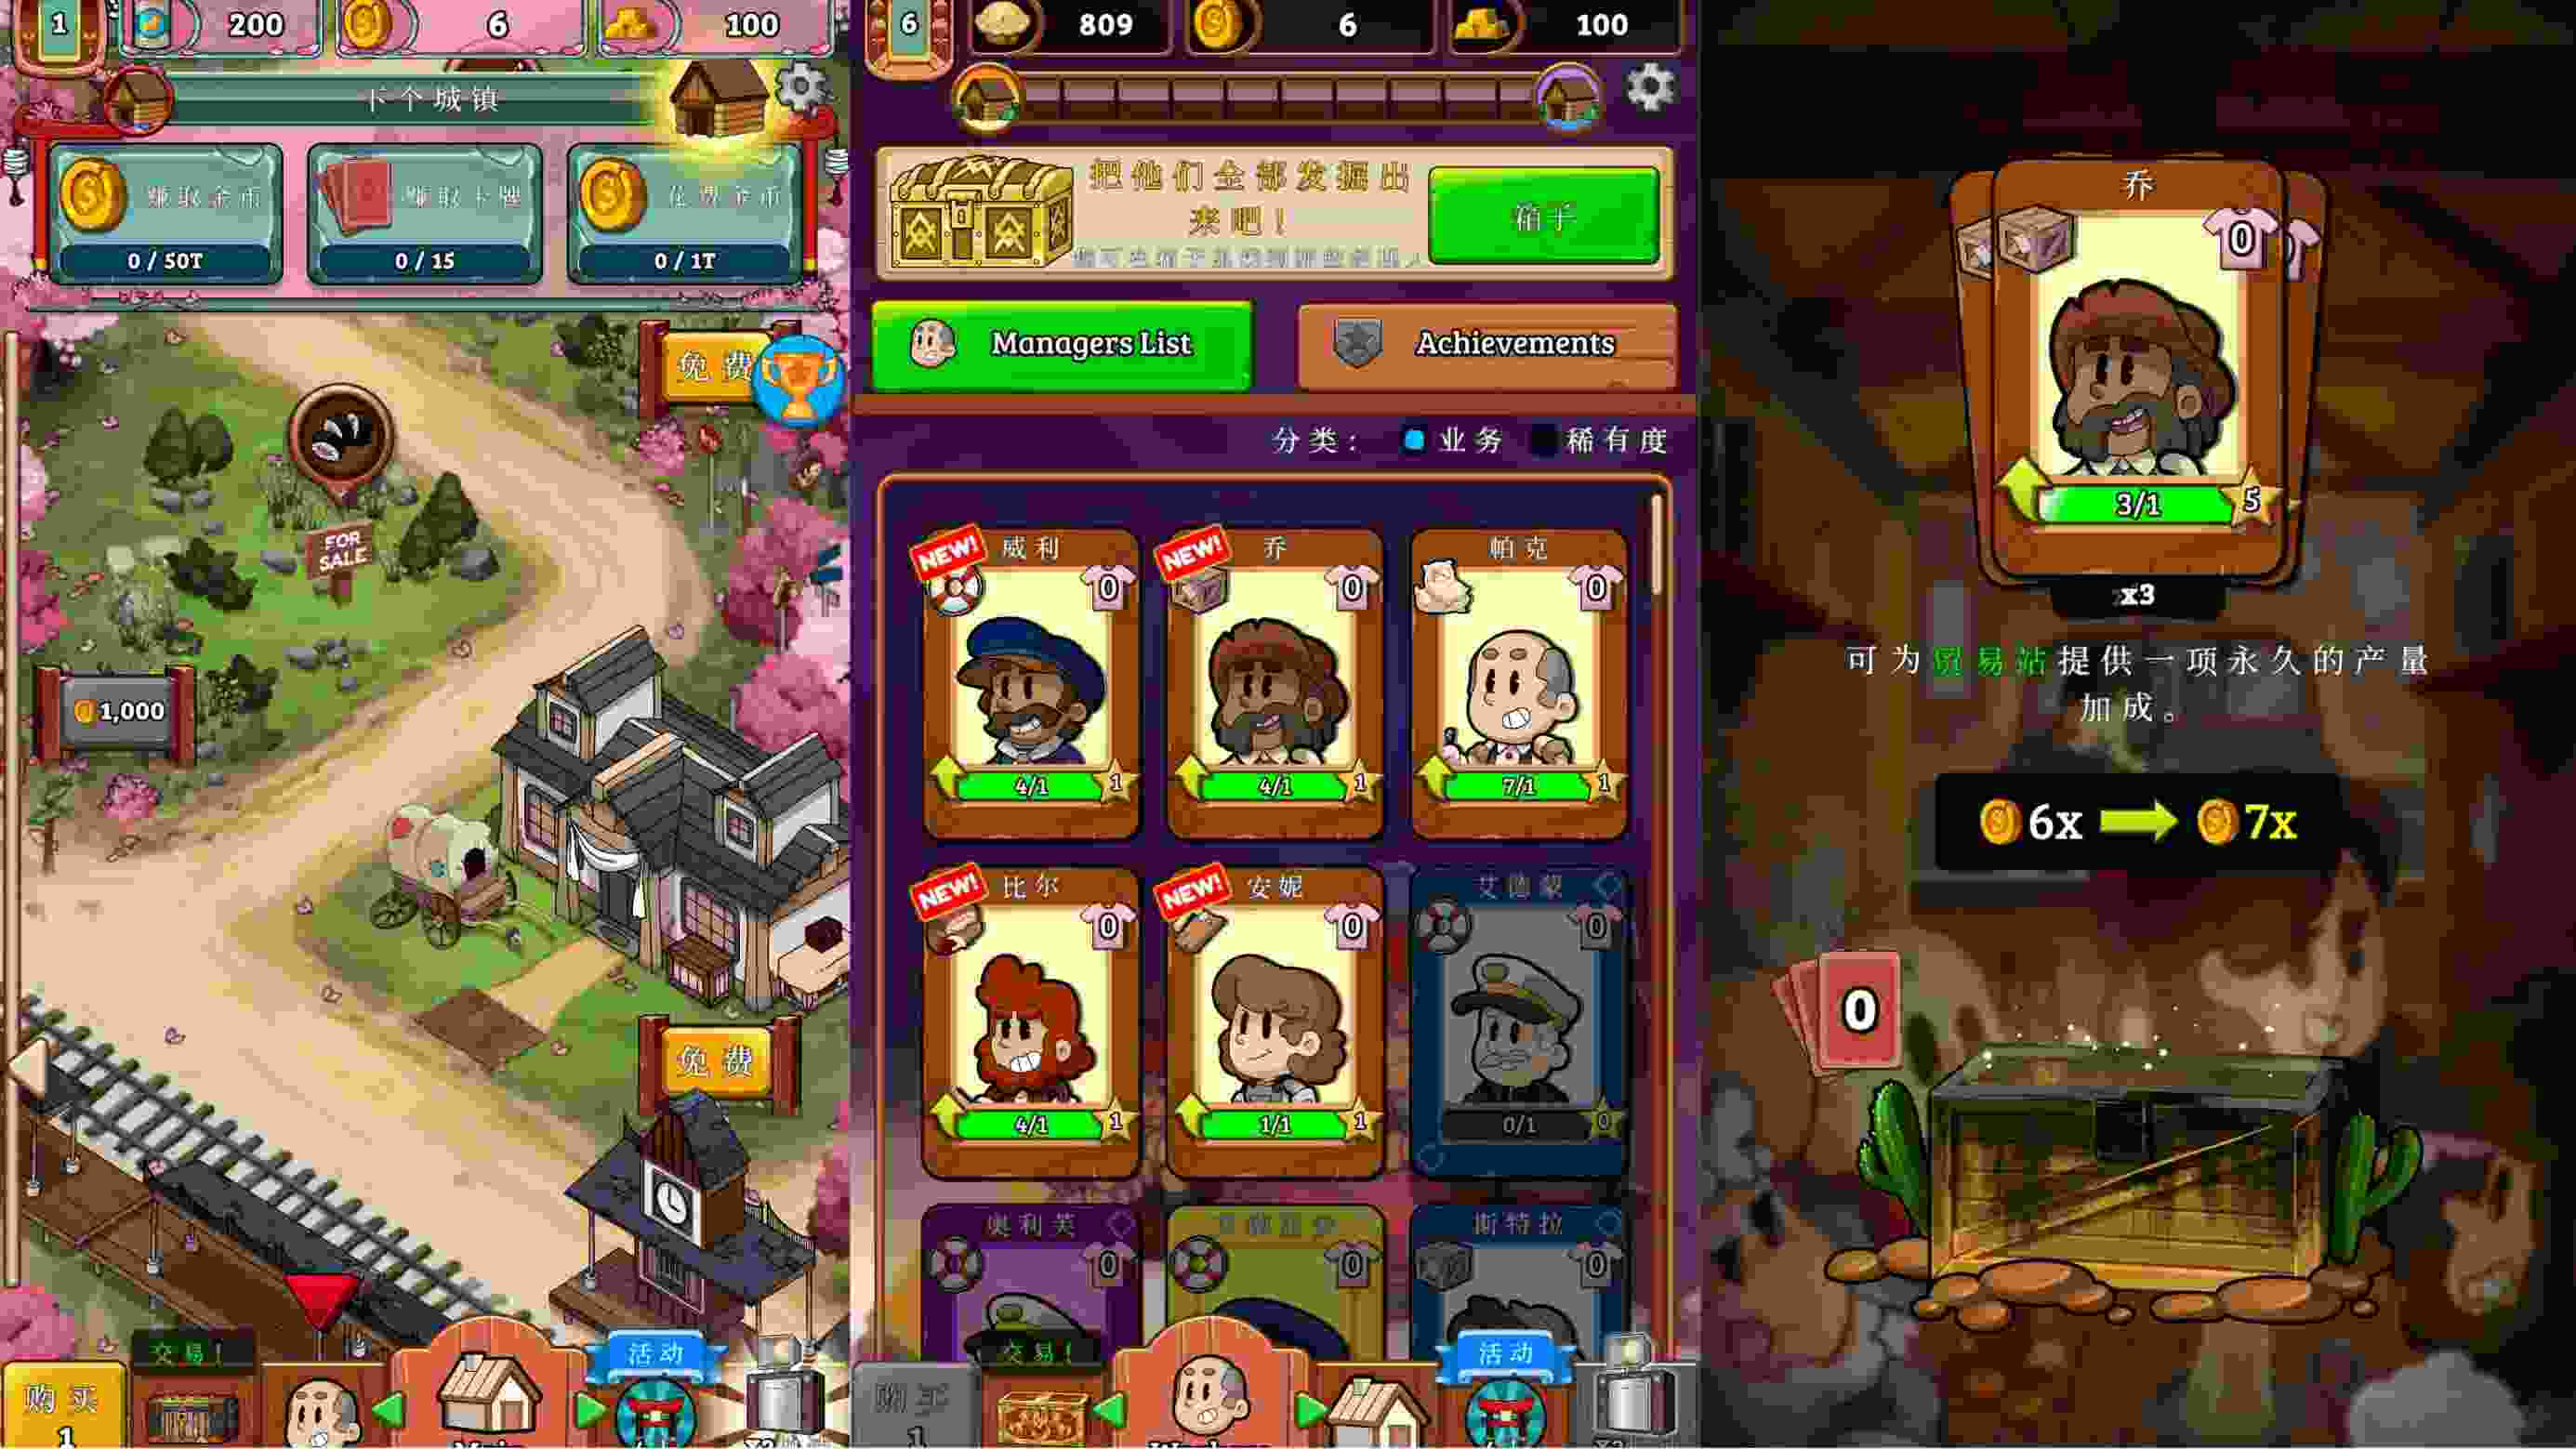 1
200
6
100
下个城镇
赚取金币
赚取卡牌
花费金币
0 / 50T
0 / 15
0 / 1T
免费
FOR
SALE
1,000
免费
交易!
活动
购买
1
6
809
6
100
把他们全部发掘出
来吧!
箱子
Managers List
Achievements
分类:
业务
稀有度
NEW!
威利
0
4/1
1
NEW!
乔
0
4/1
1
帕克
0
7/1
1
NEW!
比尔
0
4/1
1
NEW!
安妮
0
1/1
1
艾德蒙
0
0/1
0
奥利芙
0
0
斯特拉
0
交易!
活动
购买
1
乔
0
3/1
5
x3
可为贸易站提供一项永久的产量
加成。
6x
7x
0